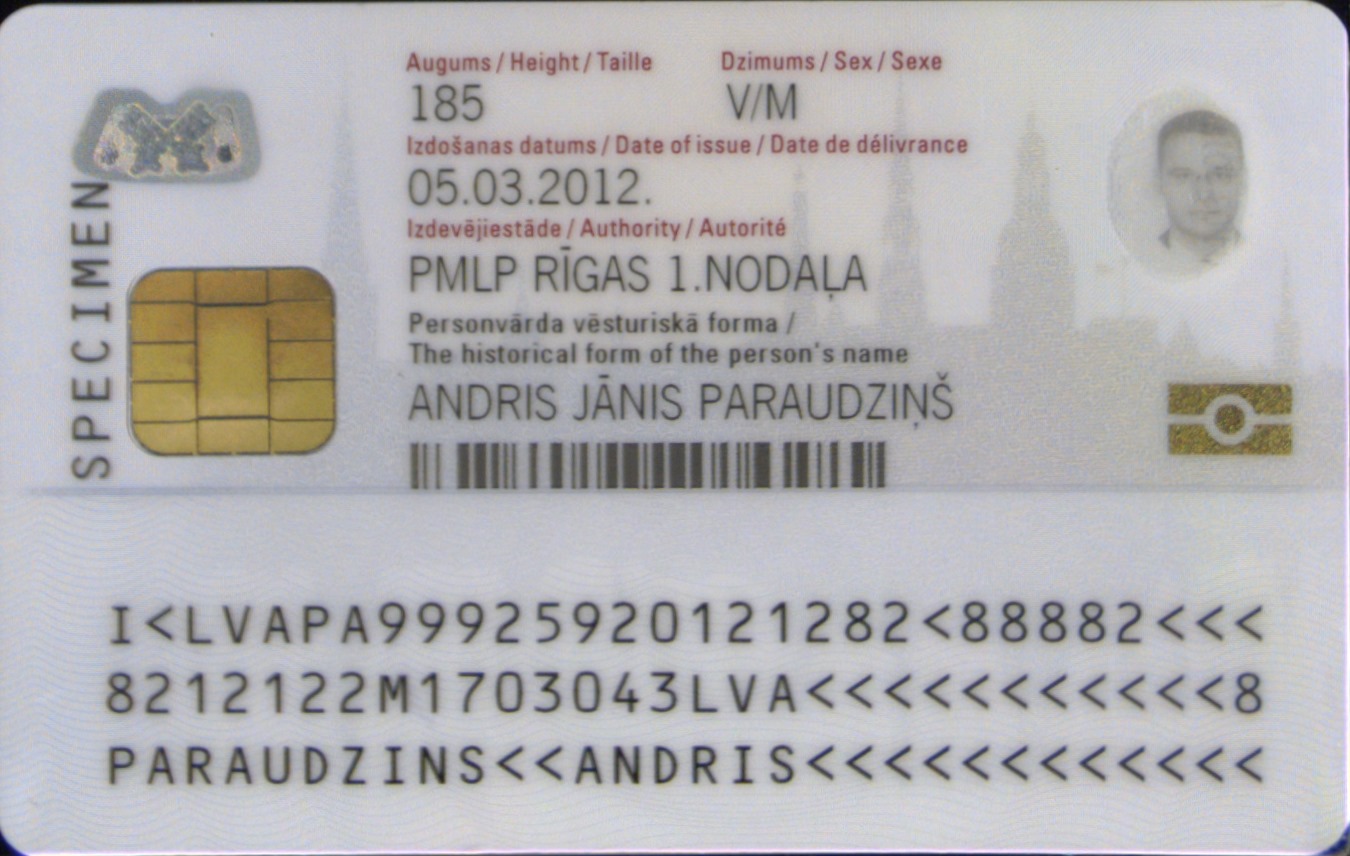 Augums / Height / Taille Dzimums / Sex / Sexe
185 V/M
Izdošanas datums / Date of issue / Date de délivrance
05.03.2012.
Izdevējiestāde / Authority / Autorité
PMLP RĪGAS 1.NODAĻA
Personvārda vēsturiskā forma /
The historical form of the person's name
ANDRIS JĀNIS PARAUDZIŅŠ
SPECIMEN
I<LVAPA99925920121282<88882<<<
8212122M1703043LVA<<<<<<<<<<<8
PARAUDZINS<<ANDRIS<<<<<<<<<<<<